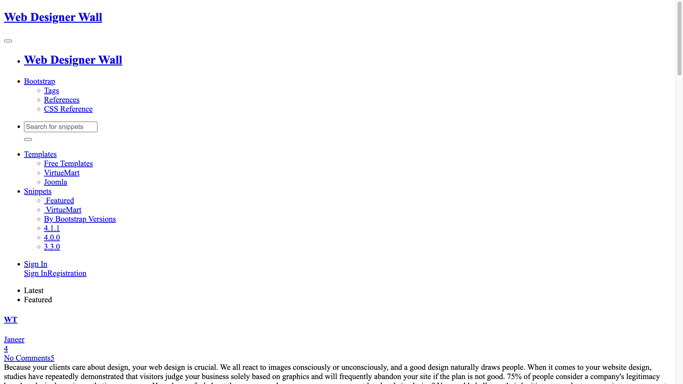 Web Designer Wall
Web Designer Wall
Bootstrap
Tags
References
CSS Reference
Search for snippets
Templates
Free Templates
VirtueMart
Joomla
Snippets
Featured
VirtueMart
By Bootstrap Versions
4.1.1
4.0.0
3.3.0
Sign In
Sign InRegistration
Latest
Featured
WT
Janeer
4
No Comments5
Because your clients care about design, your web design is crucial. We all react to images consciously or unconsciously, and a good design naturally draws people. When it comes to your website design,
studies have repeatedly demonstrated that visitors judge your business solely based on graphics and will frequently abandon your site if the plan is not good. 75% of people consider a company's legitimacy